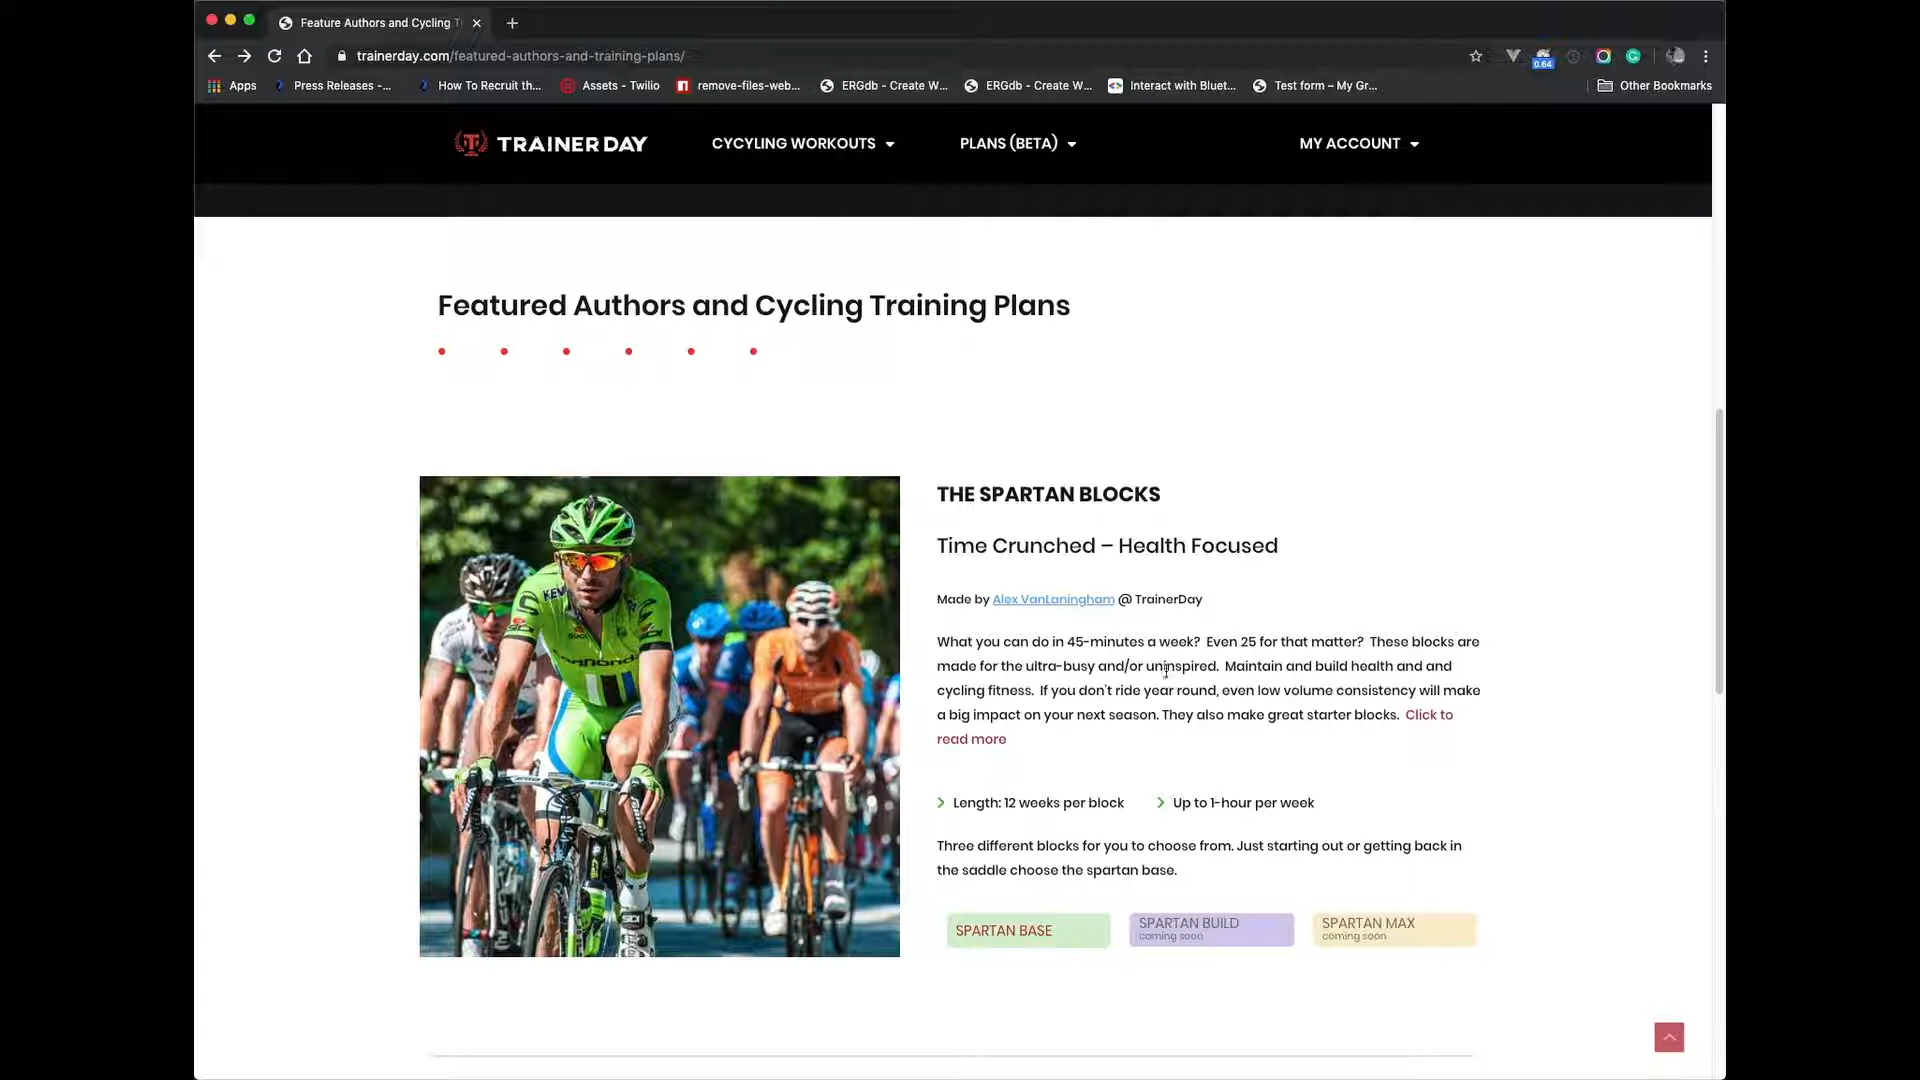 Feature Authors and Cycling T
trainerday.com/featured-authors-and-training-plans/
0.64
Apps
Press Releases -...
How To Recruit th...
Assets - Twilio
remove-files-web...
ERGdb - Create W...
ERGdb - Create W...
Interact with Bluet...
Test form – My Gr...
Other Bookmarks
TRAINERDAY
CYCYLING WORKOUTS
PLANS (BETA)
MY ACCOUNT
Featured Authors and Cycling Training Plans
THE SPARTAN BLOCKS
Time Crunched – Health Focused
Made by Alex VanLaningham @ TrainerDay
What you can do in 45-minutes a week? Even 25 for that matter? These blocks are
made for the ultra-busy and/or uninspired. Maintain and build health and and
cycling fitness. If you don't ride year round, even low volume consistency will make
a big impact on your next season. They also make great starter blocks. Click to
read more
Length: 12 weeks per block
Up to 1-hour per week
Three different blocks for you to choose from. Just starting out or getting back in
the saddle choose the spartan base.
SPARTAN BASE
SPARTAN BUILD
coming soon
SPARTAN MAX
coming soon